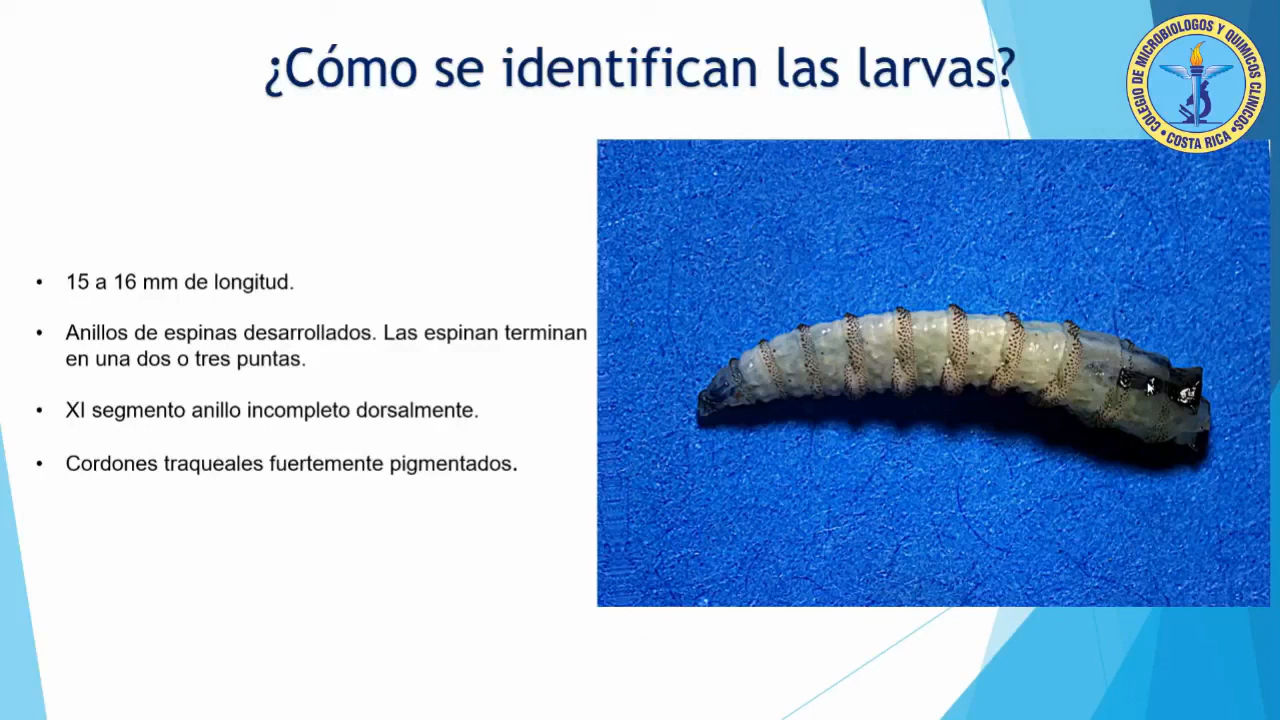 ¿Cómo se identifican las larvas?
COLEGIO DE MICROBIOLOGOS Y QUIMICOS CLINICOS
• COSTA RICA •
• 15 a 16 mm de longitud.
• Anillos de espinas desarrollados. Las espinan terminan
en una dos o tres puntas.
• XI segmento anillo incompleto dorsalmente.
• Cordones traqueales fuertemente pigmentados.